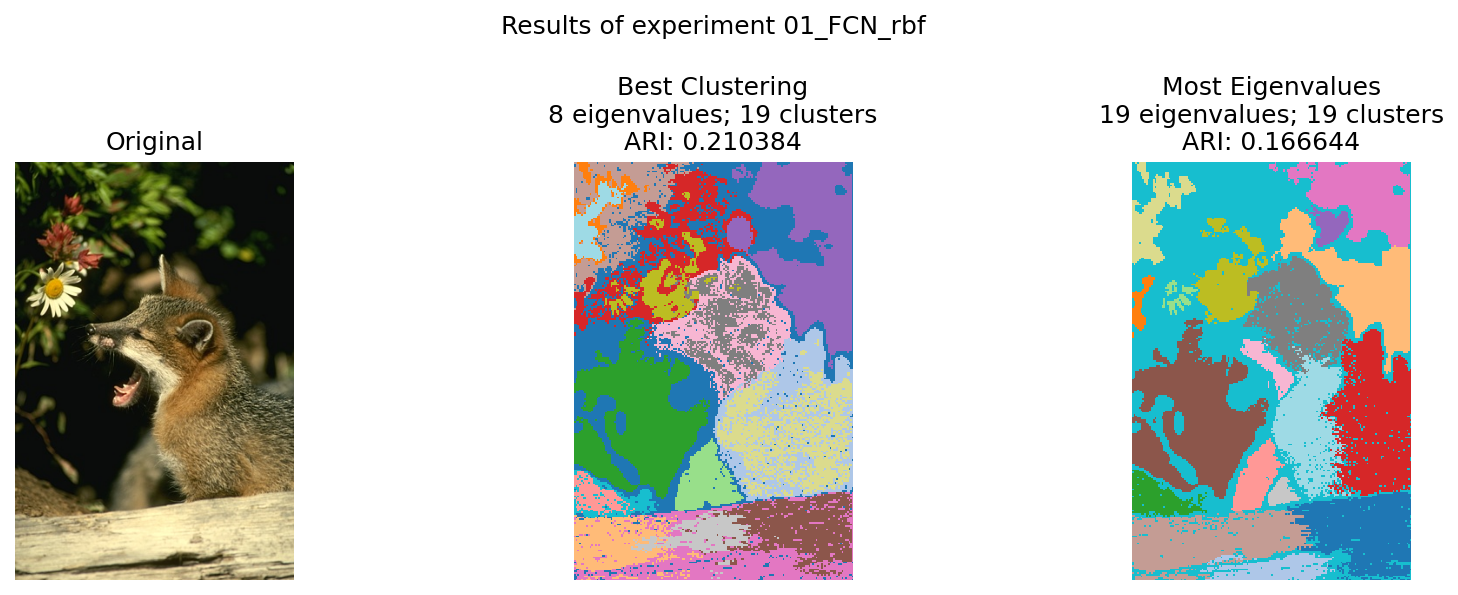 Results of experiment 01_FCN_rbf
Original
Best Clustering
8 eigenvalues; 19 clusters
ARI: 0.210384
Most Eigenvalues
19 eigenvalues; 19 clusters
ARI: 0.166644